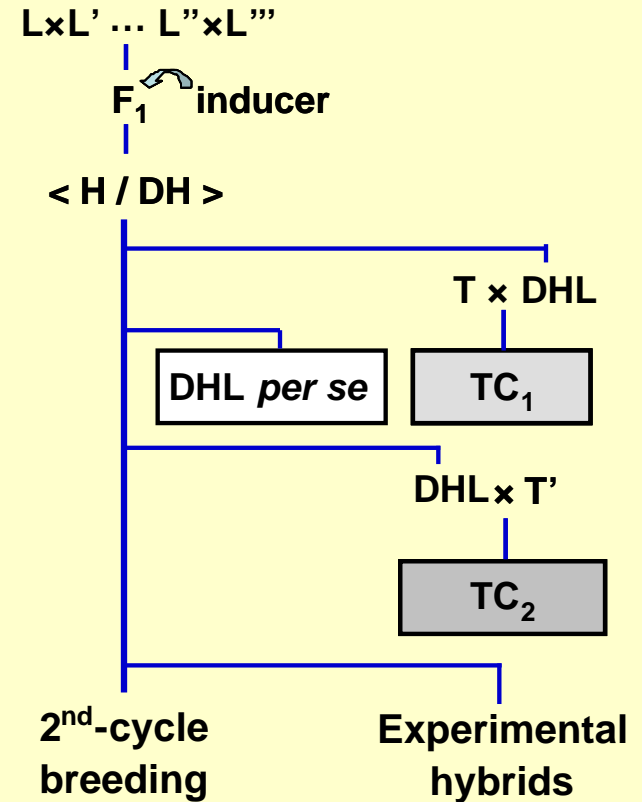 L×L’ ... L’’×L’’’
F₁ inducer
< H / DH >
T × DHL
DHL per se
TC₁
DHL × T’
TC₂
2ⁿᵈ-cycle
breeding
Experimental
hybrids